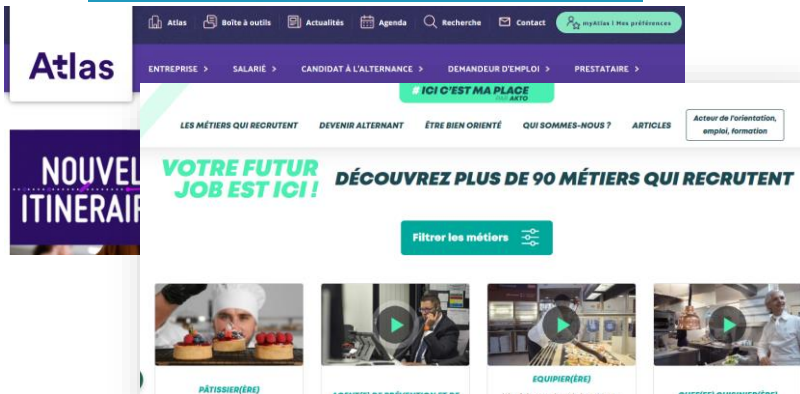 Atlas
Boîte à outils
Actualités
Agenda
Recherche
Contact
myAtlas | Mes préférences
Atlas
ENTREPRISE >
SALARIÉ >
CANDIDAT À L'ALTERNANCE >
DEMANDEUR D'EMPLOI >
PRESTATAIRE >
# ICI C'EST MA PLACE
PAR AKTO
LES MÉTIERS QUI RECRUTENT
DEVENIR ALTERNANT
ÊTRE BIEN ORIENTÉ
QUI SOMMES-NOUS ?
ARTICLES
Acteur de l'orientation,
emploi, formation
NOUVEL
ITINERAI
VOTRE FUTUR
JOB EST ICI !
DÉCOUVREZ PLUS DE 90 MÉTIERS QUI RECRUTENT
Filtrer les métiers
PÂTISSIER(ÈRE)
EQUIPIER(ÈRE)